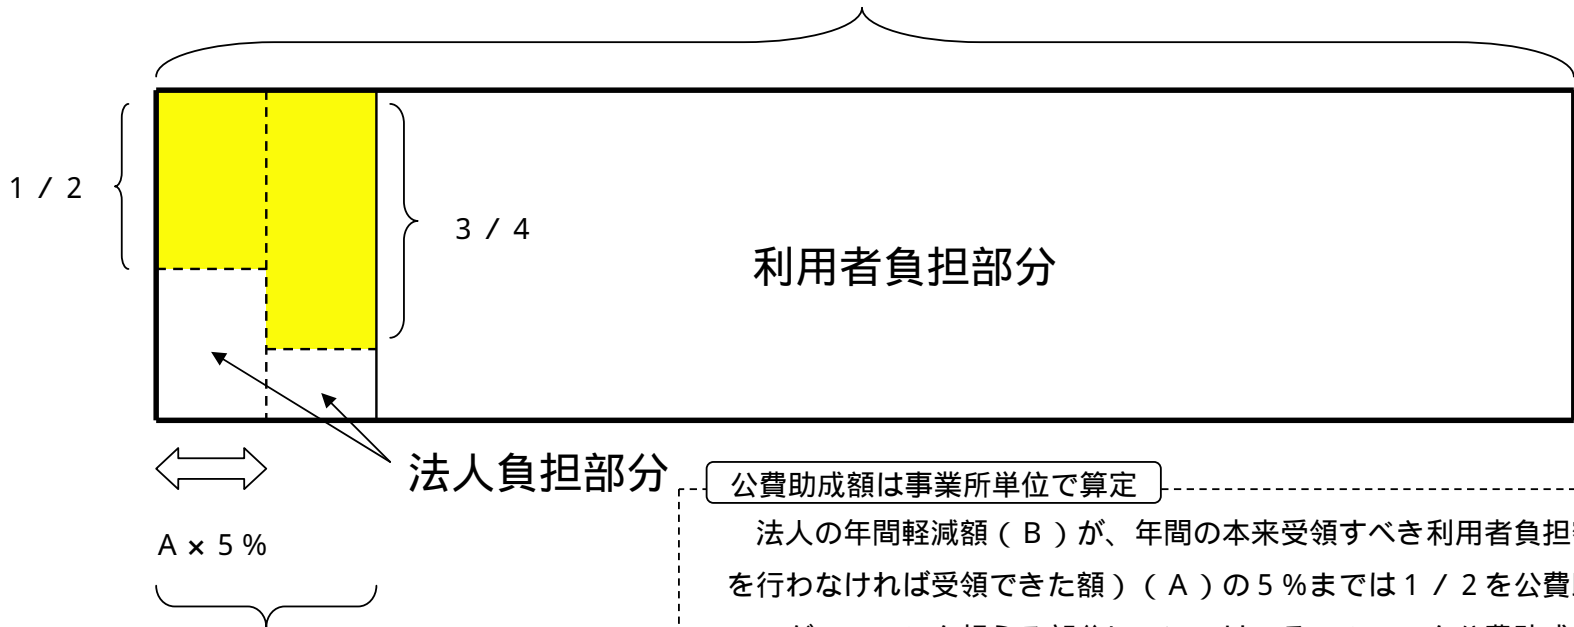 1/2
3/4
利用者負担部分
法人負担部分
公費助成額は事業所単位で算定
A×5%
法人の年間軽減額(B)が、年間の本来受領すべき利用者負担
を行わなければ受領できた額)(A)の5%までは1/2を公費